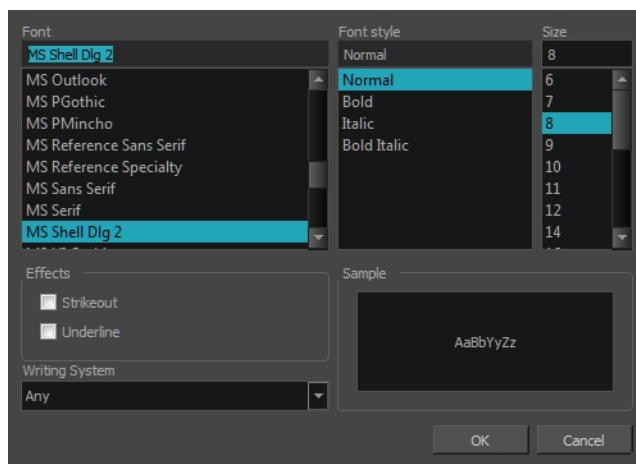 Font
MS Shell Dlg 2
MS Outlook
MS PGothic
MS PMincho
MS Reference Sans Serif
MS Reference Specialty
MS Sans Serif
MS Serif
MS Shell Dlg 2
Font style
Normal
Normal
Bold
Italic
Bold Italic
Size
8
6
7
8
9
10
11
12
14
Effects
Strikeout
Underline
Writing System
Any
Sample
AaBbYyZz
OK
Cancel